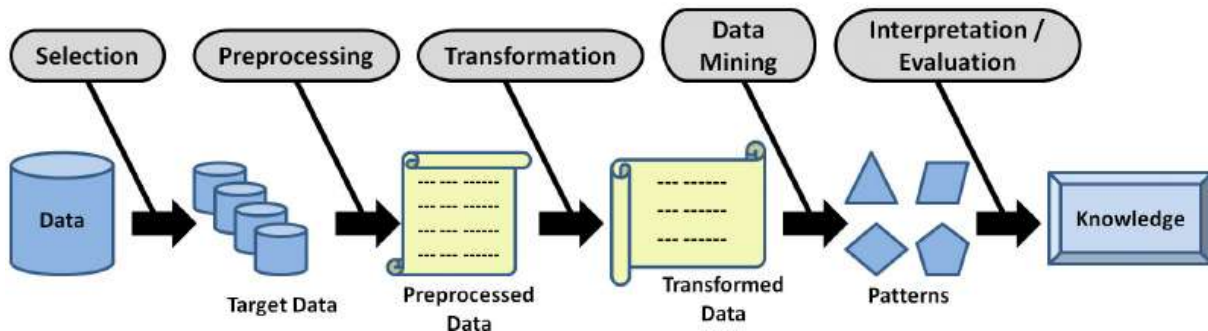 Selection
Preprocessing
Transformation
Data
Mining
Interpretation /
Evaluation
Data
Target Data
--- --- ------
--- --- ------
--- --- ------
--- --- ------
Preprocessed
Data
--- ------
--- ------
--- ------
Transformed
Data
Patterns
Knowledge